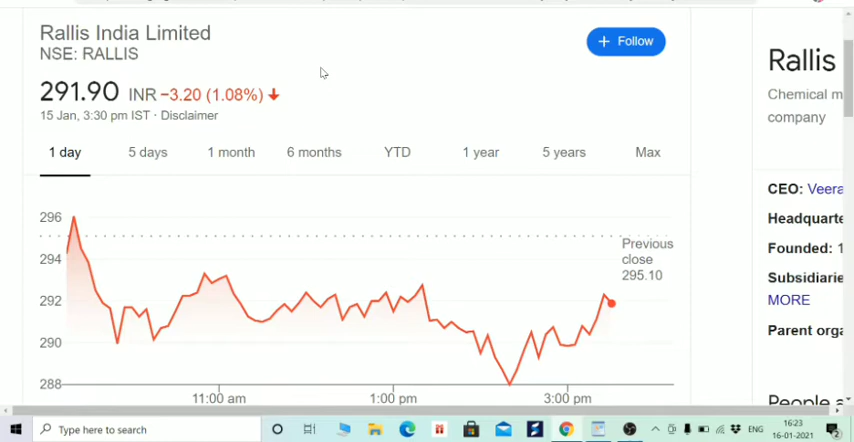 Rallis India Limited
NSE: RALLIS
+ Follow
291.90 INR −3.20 (1.08%)
15 Jan, 3:30 pm IST · Disclaimer
1 day 5 days 1 month 6 months YTD 1 year 5 years Max
296
294
292
290
288
Previous
close
295.10
11:00 am 1:00 pm 3:00 pm
Rallis
Chemical m
company
CEO: Veera
Headquarte
Founded: 1
Subsidiarie
MORE
Parent orga
People a
Type here to search
ENG
16:23
16-01-2021
2